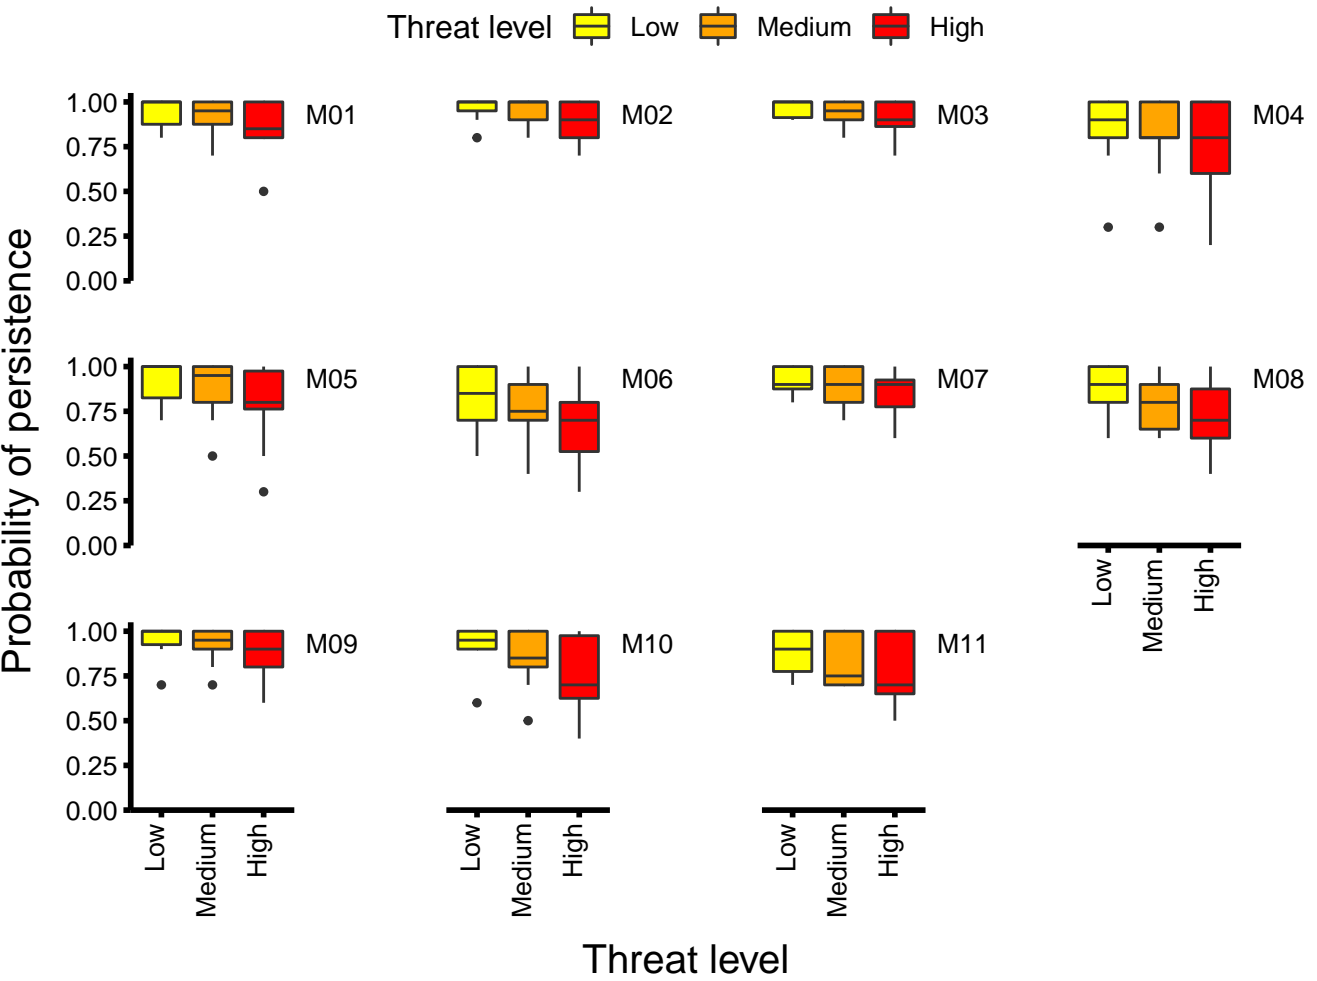 Threat level Low Medium High
1.00 M01 M02 M03 M04
0.75
0.50
0.25
0.00
Probability of persistence
1.00 M05 M06 M07 M08
0.75
0.50
0.25
0.00
Low Medium High
1.00 M09 M10 M11
0.75
0.50
0.25
0.00
Low Medium High Low Medium High Low Medium High
Threat level